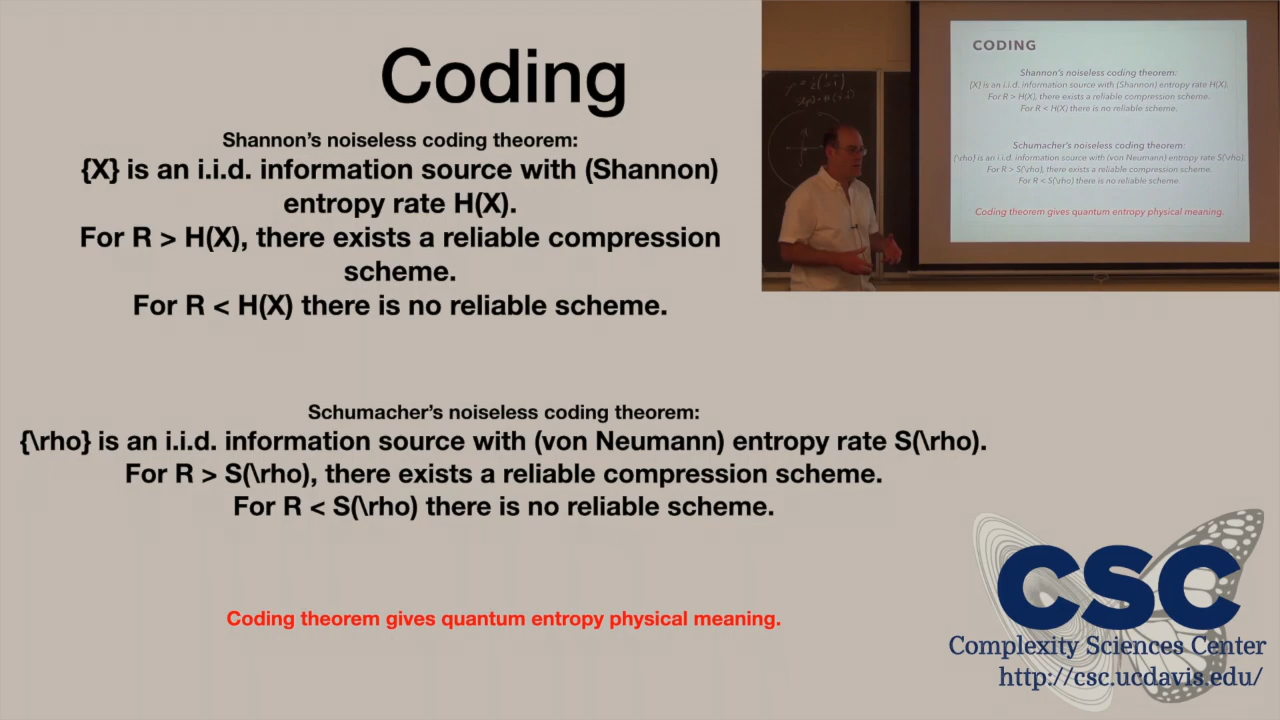 Coding
Shannon’s noiseless coding theorem:
{X} is an i.i.d. information source with (Shannon)
entropy rate H(X).
For R > H(X), there exists a reliable compression
scheme.
For R < H(X) there is no reliable scheme.
Schumacher’s noiseless coding theorem:
{\rho} is an i.i.d. information source with (von Neumann) entropy rate S(\rho).
For R > S(\rho), there exists a reliable compression scheme.
For R < S(\rho) there is no reliable scheme.
Coding theorem gives quantum entropy physical meaning.
CODING
Shannon's noiseless coding theorem:
{X} is an i.i.d. information source with (Shannon) entropy rate H(X).
For R > H(X), there exists a reliable compression scheme.
For R < H(X) there is no reliable scheme.
Schumacher's noiseless coding theorem:
{\rho} is an i.i.d. information source with (von Neumann) entropy rate S(\rho).
For R > S(\rho), there exists a reliable compression scheme.
For R < S(\rho) there is no reliable scheme.
Coding theorem gives quantum entropy physical meaning.
CSC
Complexity Sciences Center
http://csc.ucdavis.edu/